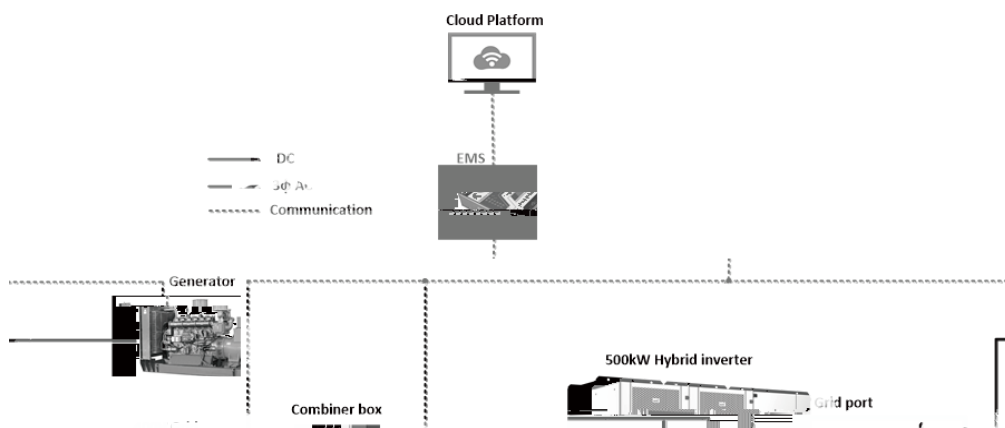 Cloud Platform
DC
EMS
Communication
Generator
500kW Hybrid inverter
Grid port
Combiner box